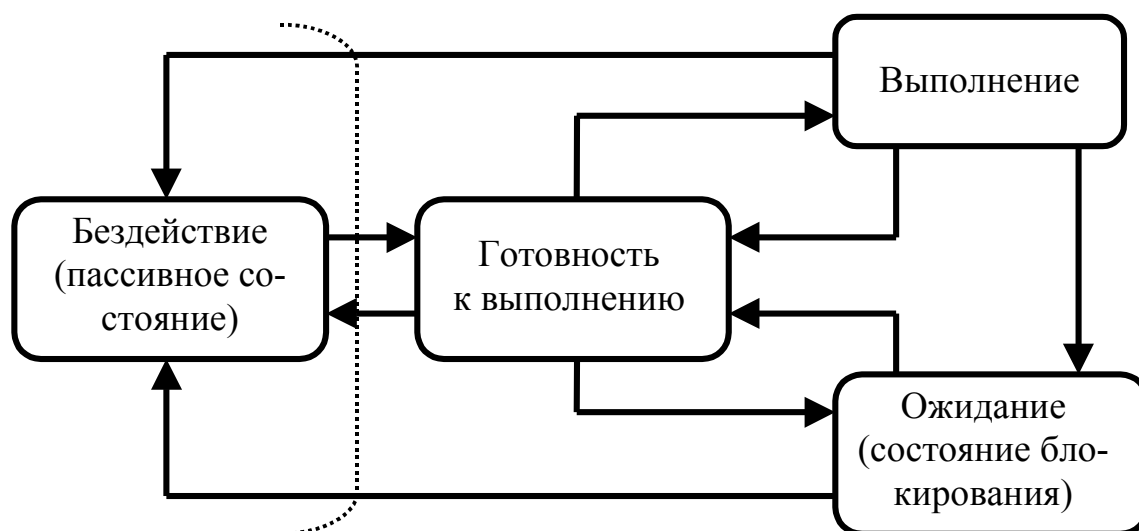 Выполнение
Бездействие
(пассивное со-
стояние)
Готовность
к выполнению
Ожидание
(состояние бло-
кирования)